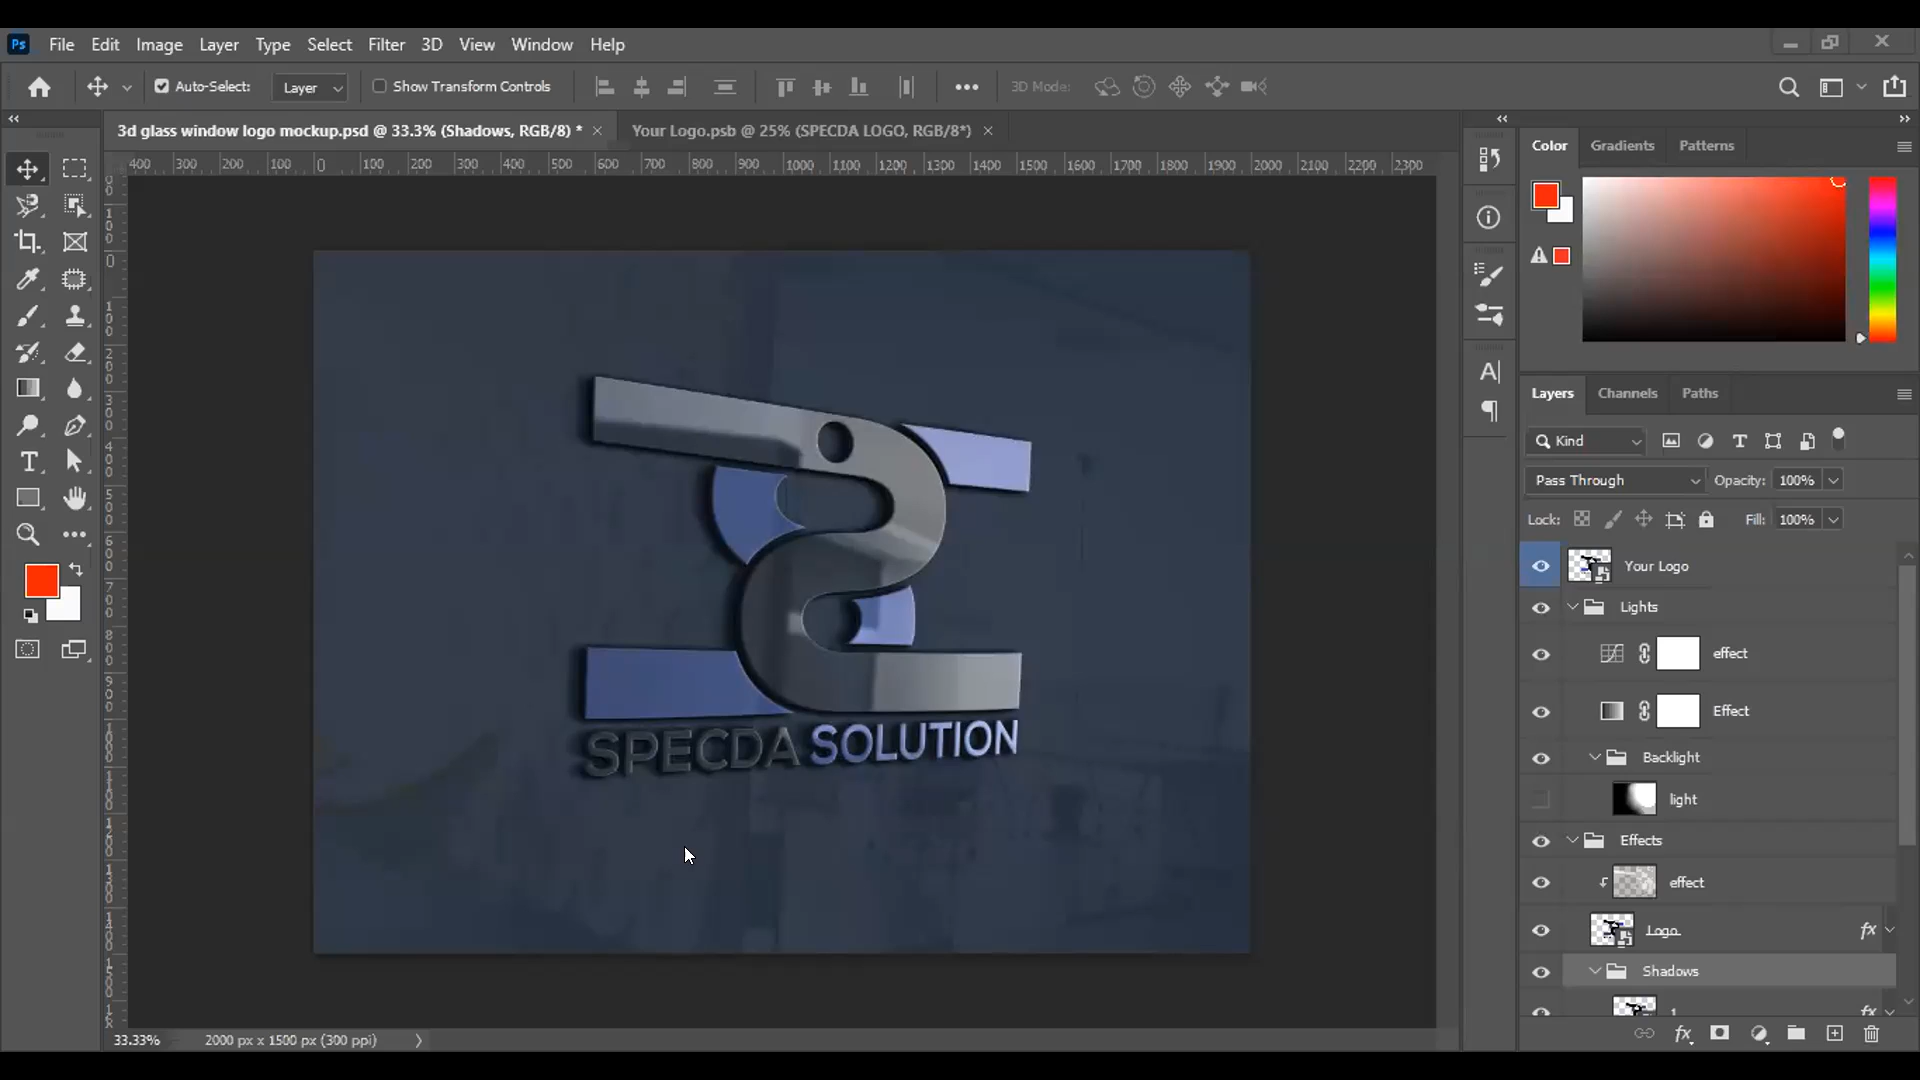 Ps File Edit Image Layer Type Select Filter 3D View Window Help
Auto-Select: Layer Show Transform Controls 3D Mode:
3d glass window logo mockup.psd @ 33.3% (Shadows, RGB/8) * Your Logo.psb @ 25% (SPECDA LOGO, RGB/8*)
400 300 200 100 0 100 200 300 400 500 600 700 800 900 1000 1100 1200 1300 1400 1500 1600 1700 1800 1900 2000 2100 2200 2300
SPECDA SOLUTION
33.33% 2000 px x 1500 px (300 ppi)
Color Gradients Patterns
Layers Channels Paths
Kind
Pass Through Opacity: 100%
Lock: Fill: 100%
Your Logo
Lights
effect
Effect
Backlight
light
Effects
effect
Logo fx
Shadows
1 fx
fx